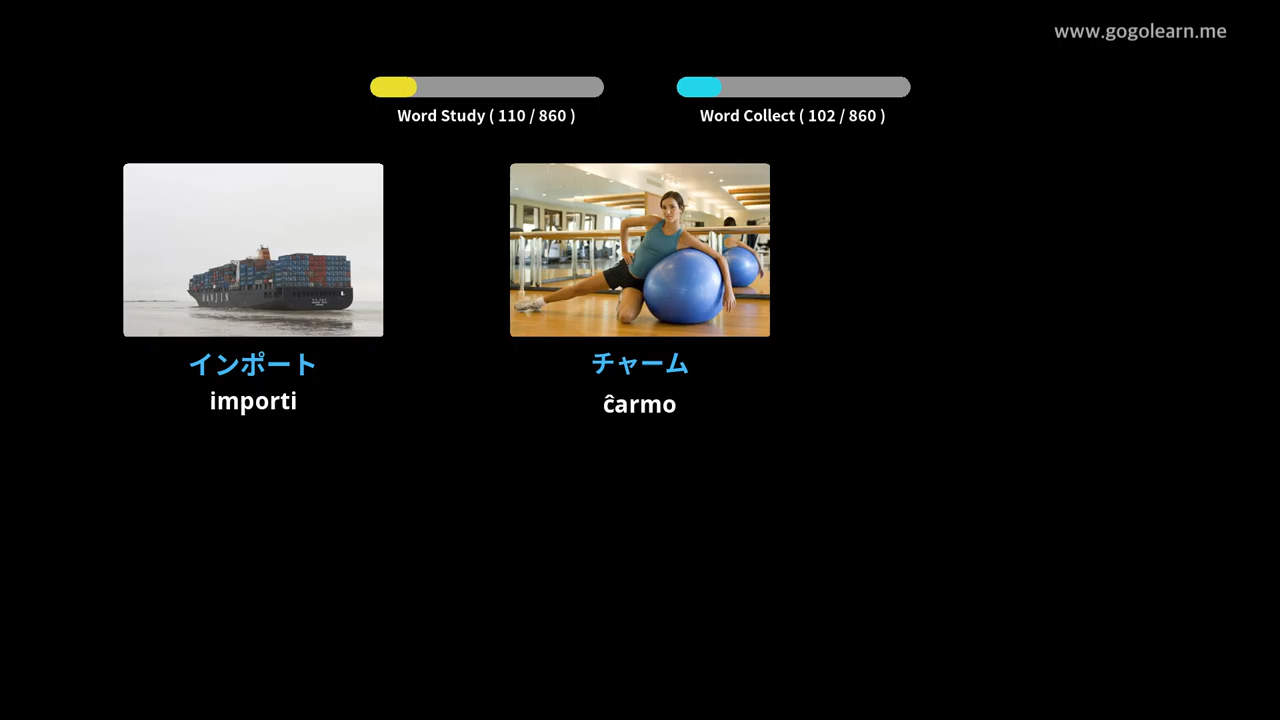 www.gogolearn.me
Word Study ( 110 / 860 )
Word Collect ( 102 / 860 )
HANJIN
インポート
チャーム
importi
ĉarmo